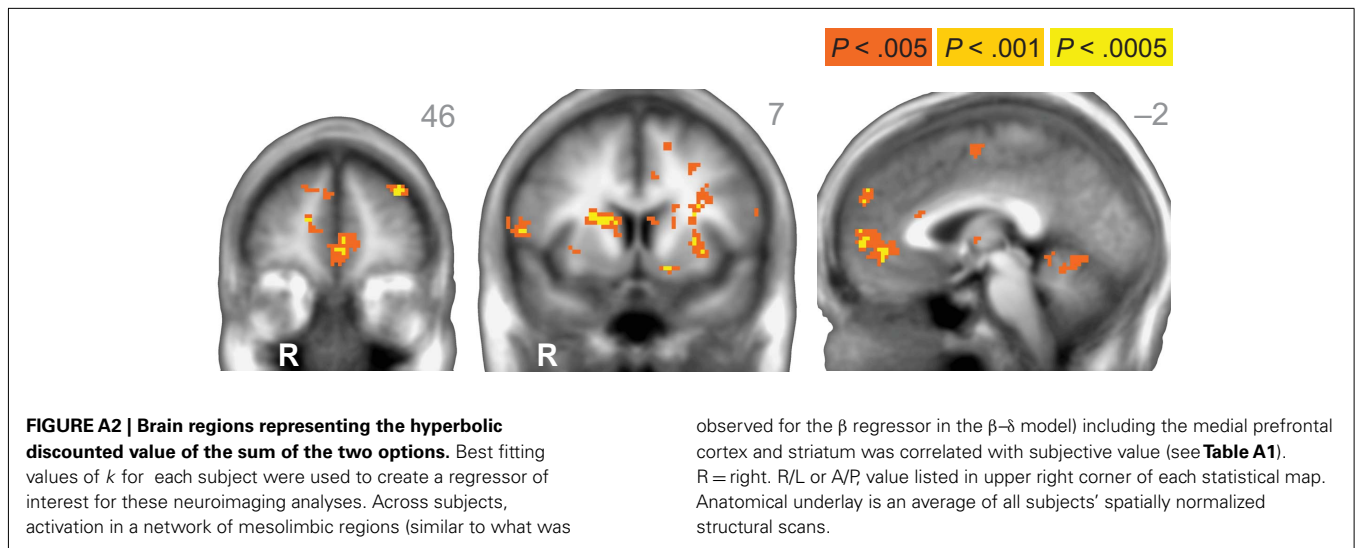 P < .005 P < .001 P < .0005
46
7
–2
R
R
FIGURE A2 | Brain regions representing the hyperbolic
discounted value of the sum of the two options. Best fitting
values of k for each subject were used to create a regressor of
interest for these neuroimaging analyses. Across subjects,
activation in a network of mesolimbic regions (similar to what was
observed for the β regressor in the β–δ model) including the medial prefrontal
cortex and striatum was correlated with subjective value (see Table A1).
R = right. R/L or A/P, value listed in upper right corner of each statistical map.
Anatomical underlay is an average of all subjects' spatially normalized
structural scans.